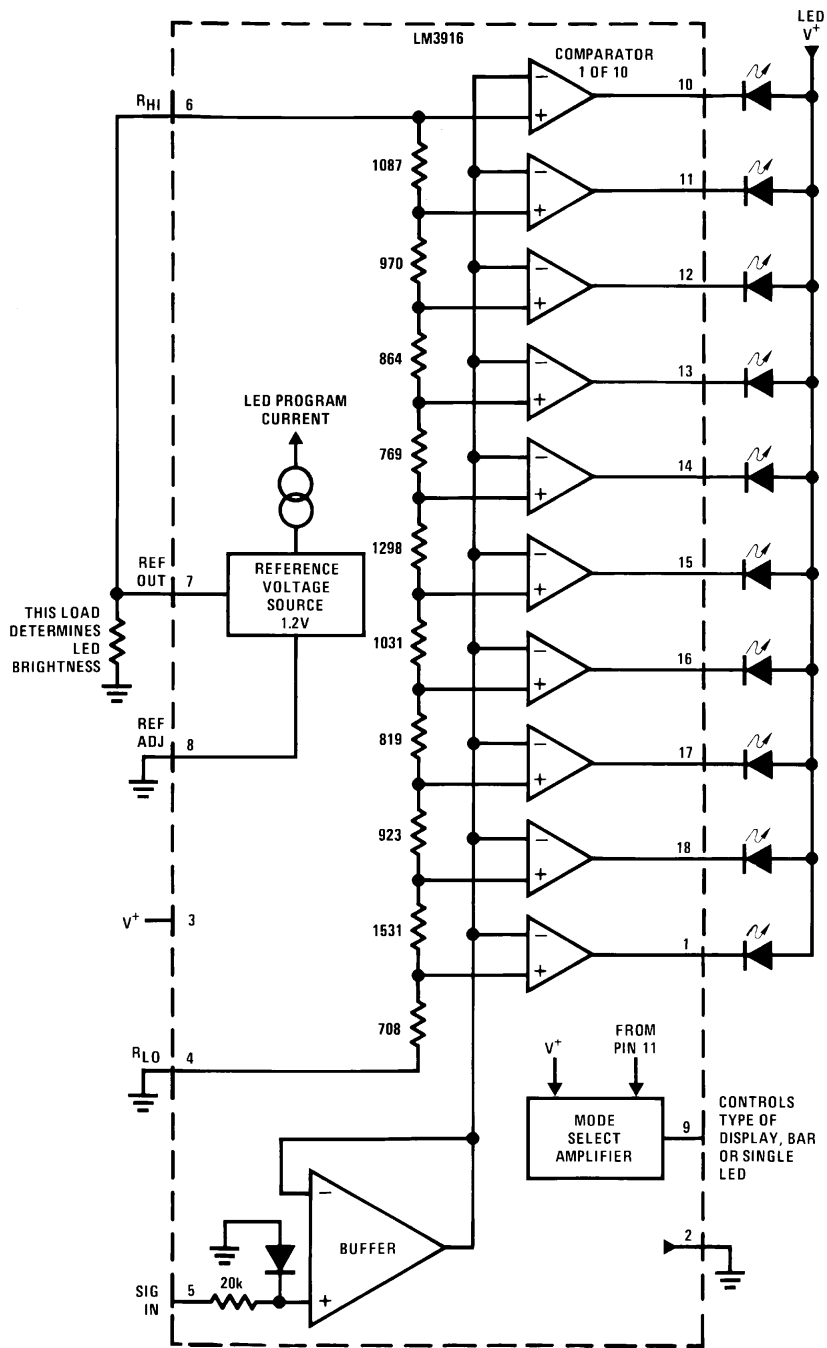 LED
V+
LM3916
COMPARATOR
1 OF 10
10
RHI
6
−
+
1087
−
11
+
970
−
12
+
864
−
13
+
LED PROGRAM
CURRENT
769
−
14
+
1298
REF
OUT
7
REFERENCE
VOLTAGE
SOURCE
1.2V
−
15
+
THIS LOAD
DETERMINES
LED
BRIGHTNESS
1031
−
16
+
REF
ADJ
8
819
−
17
+
923
−
18
+
V+
3
1531
−
1
+
708
RLO
4
V+
FROM
PIN 11
MODE
SELECT
AMPLIFIER
9
CONTROLS
TYPE OF
DISPLAY, BAR
OR SINGLE
LED
−
BUFFER
+
2
SIG
IN
5
20k